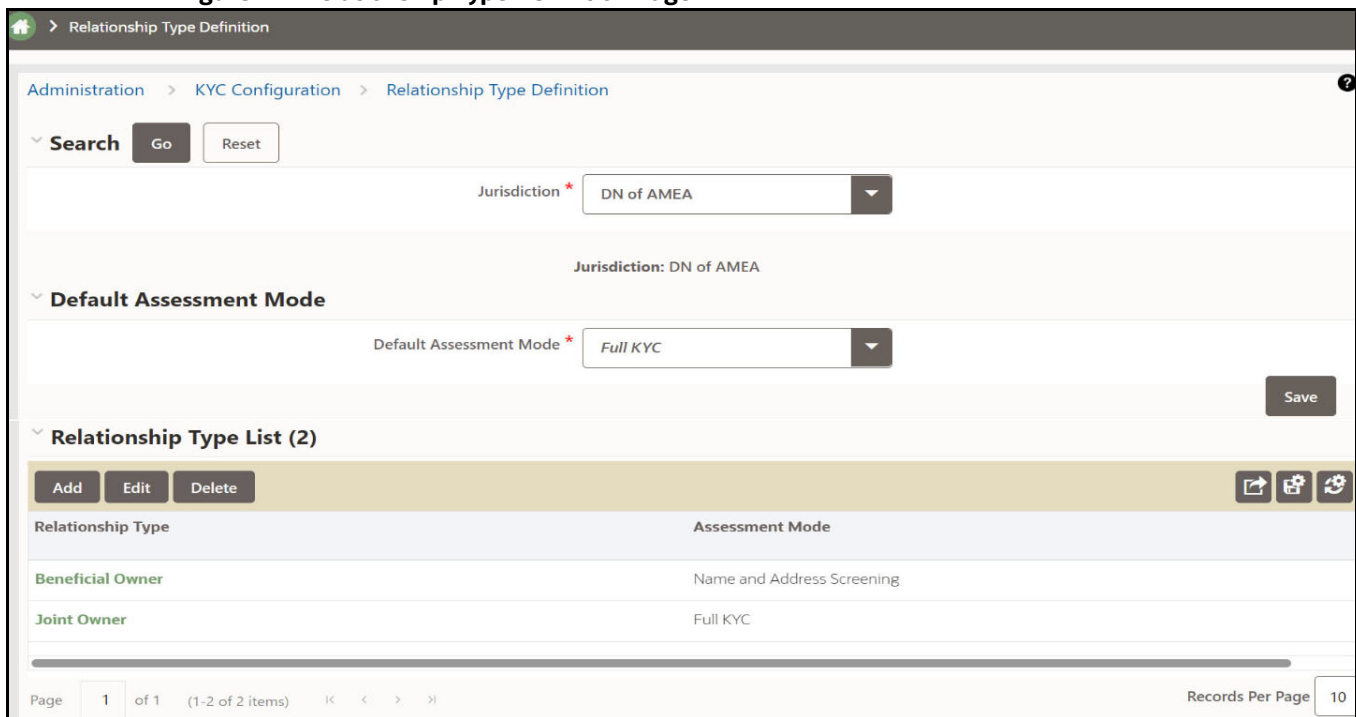 > Relationship Type Definition
Administration > KYC Configuration > Relationship Type Definition
Search Go Reset
Jurisdiction * DN of AMEA
Jurisdiction: DN of AMEA
Default Assessment Mode
Default Assessment Mode * Full KYC
Save
Relationship Type List (2)
Add Edit Delete
Relationship Type Assessment Mode
Beneficial Owner Name and Address Screening
Joint Owner Full KYC
Page 1 of 1 (1-2 of 2 items) Records Per Page 10